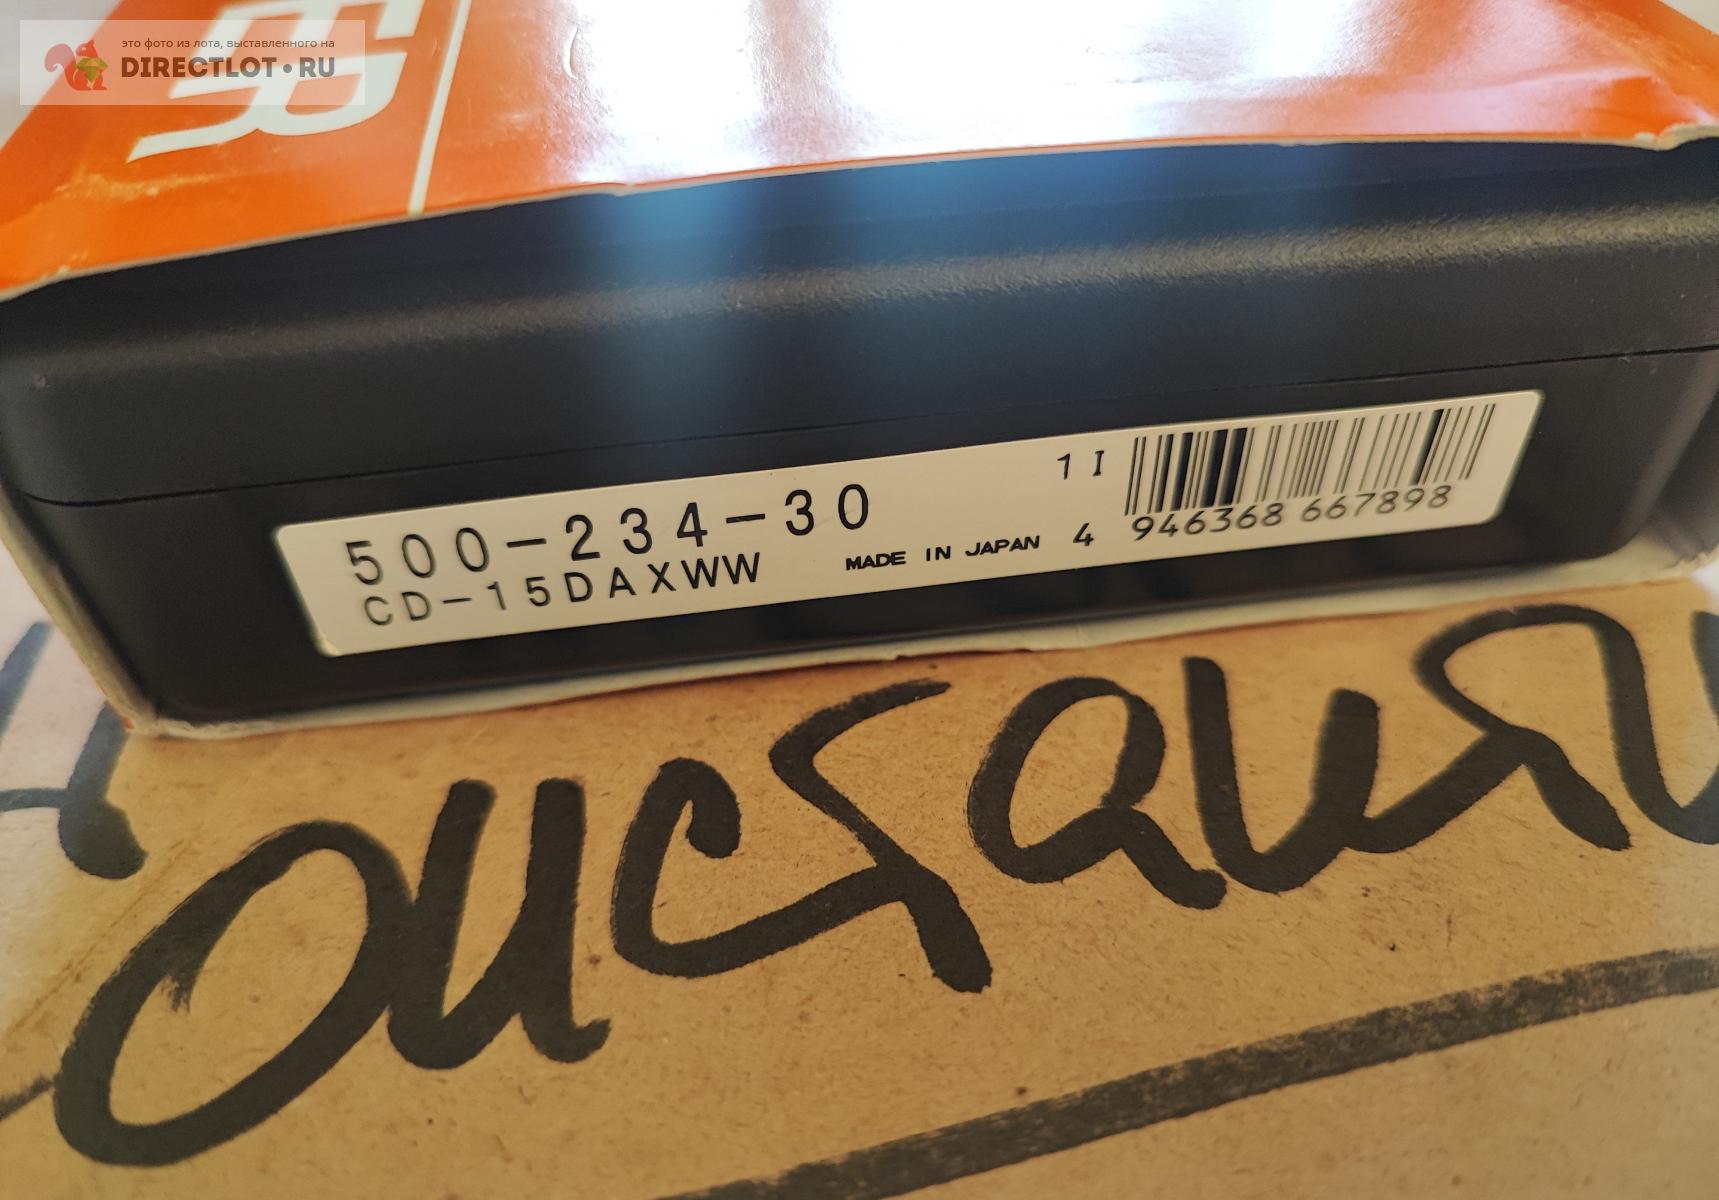 это фото из лота, выставленного на
DIRECTLOT•RU
500-234-30
CD-15DAXWW
MADE IN JAPAN
1 I
4 946368 667898